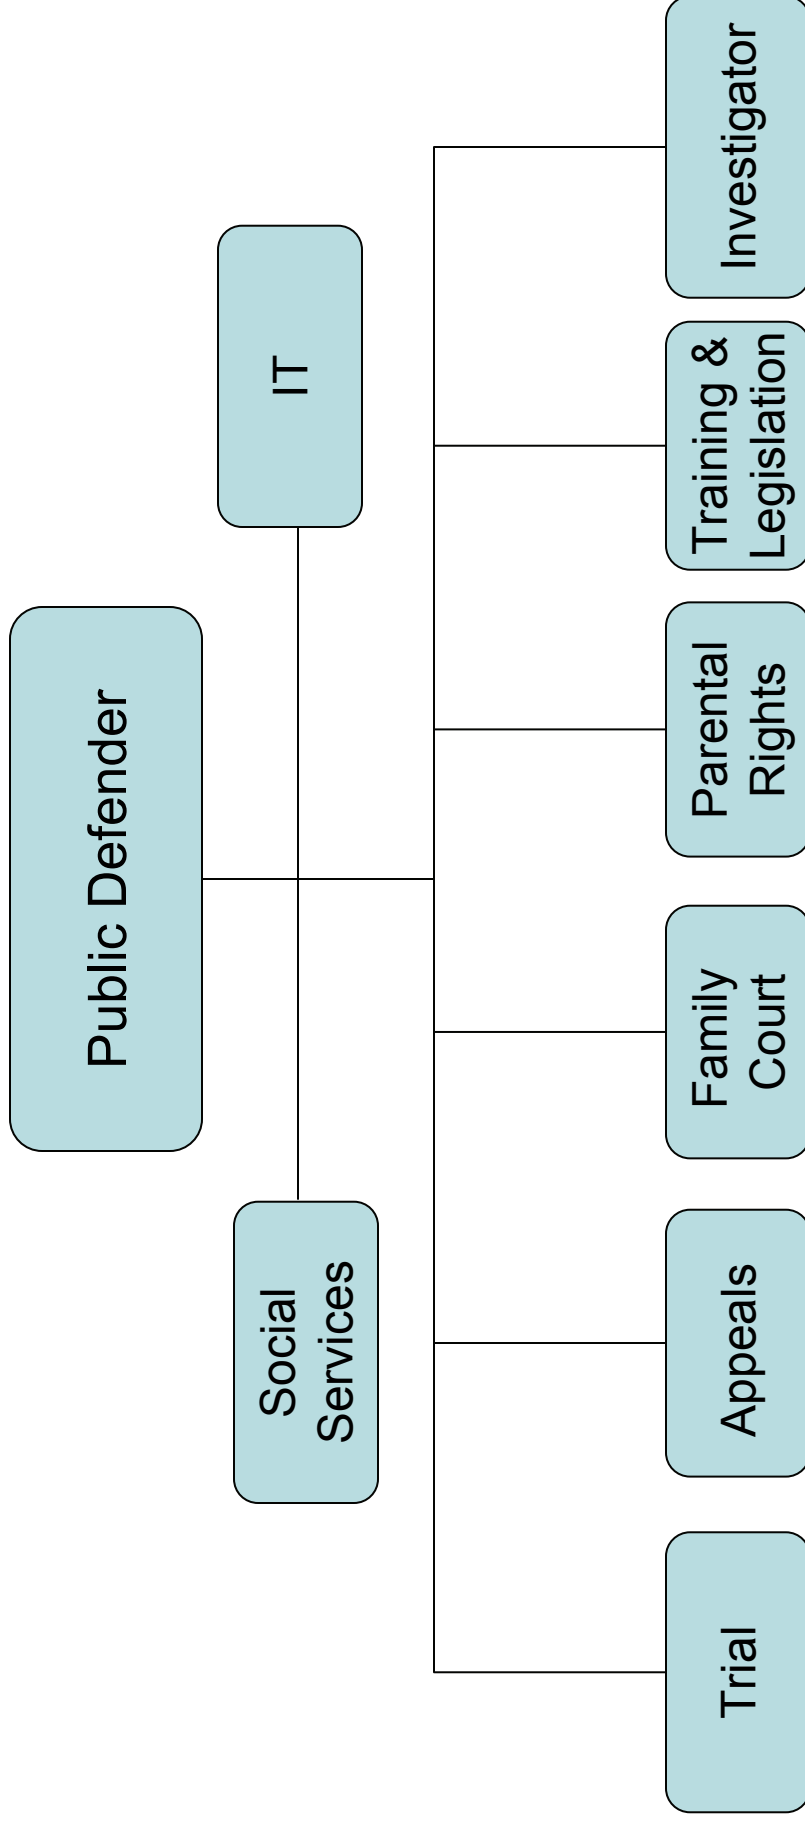 Public Defender
Social
Services
IT
Trial
Appeals
Family
Court
Parental
Rights
Training &
Legislation
Investigator